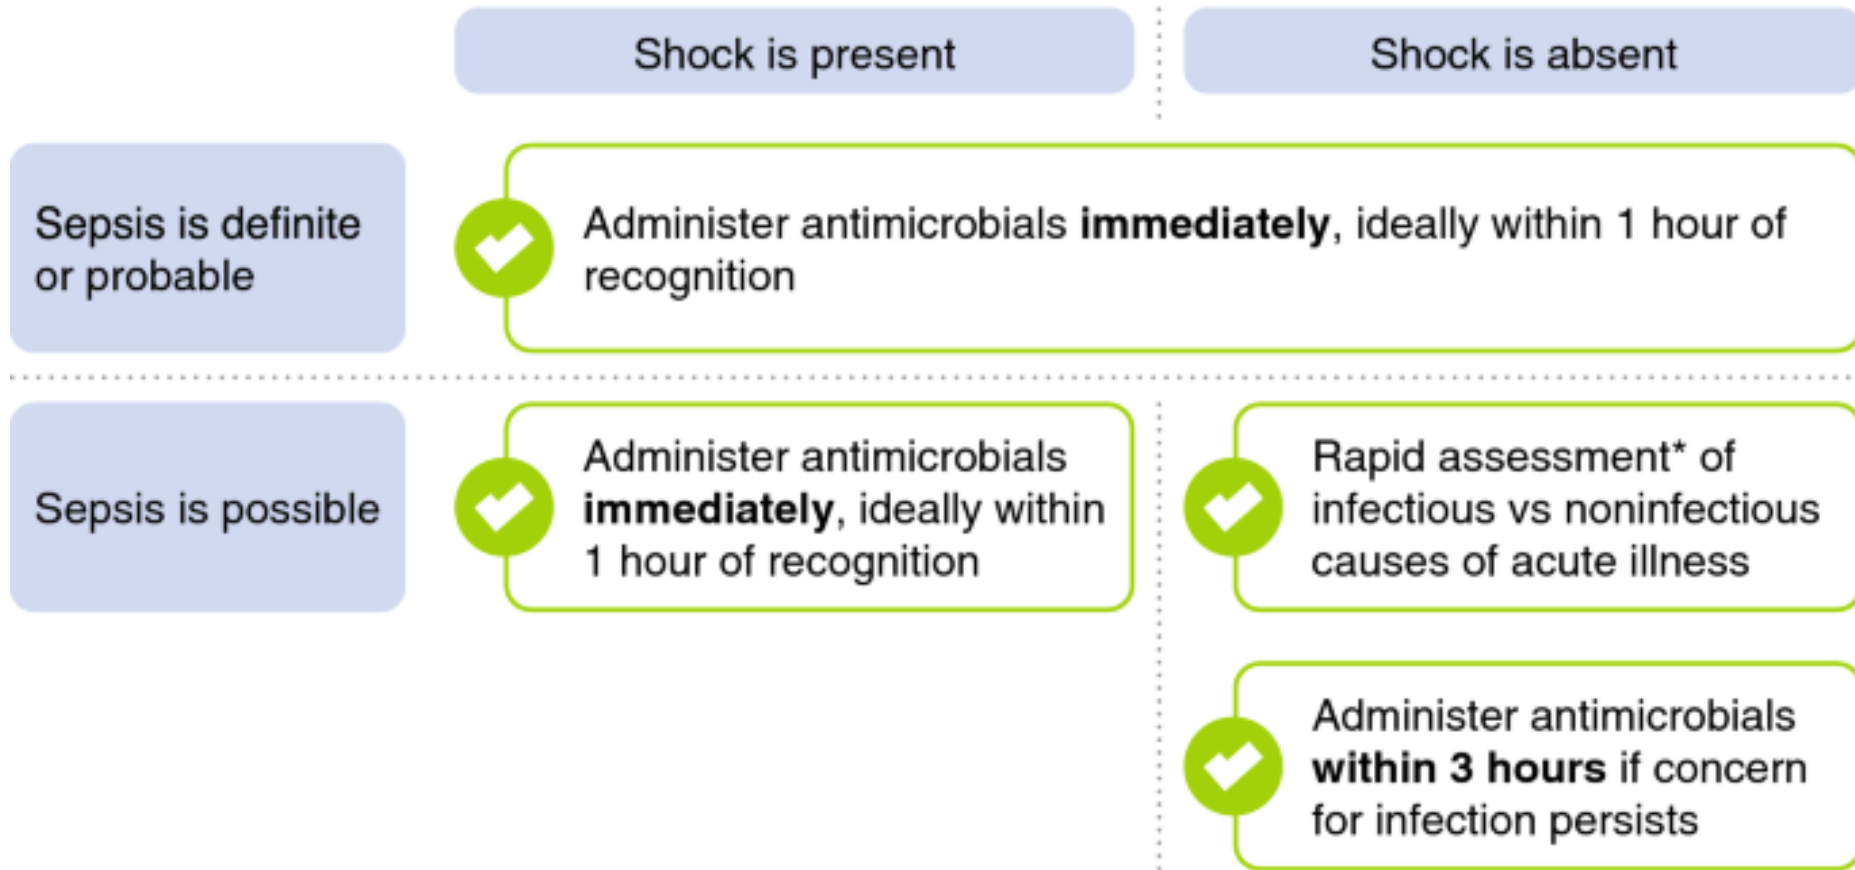 Shock is present
Shock is absent
Sepsis is definite
or probable
Administer antimicrobials immediately, ideally within 1 hour of
recognition
Sepsis is possible
Administer antimicrobials
immediately, ideally within
1 hour of recognition
Rapid assessment* of
infectious vs noninfectious
causes of acute illness
Administer antimicrobials
within 3 hours if concern
for infection persists